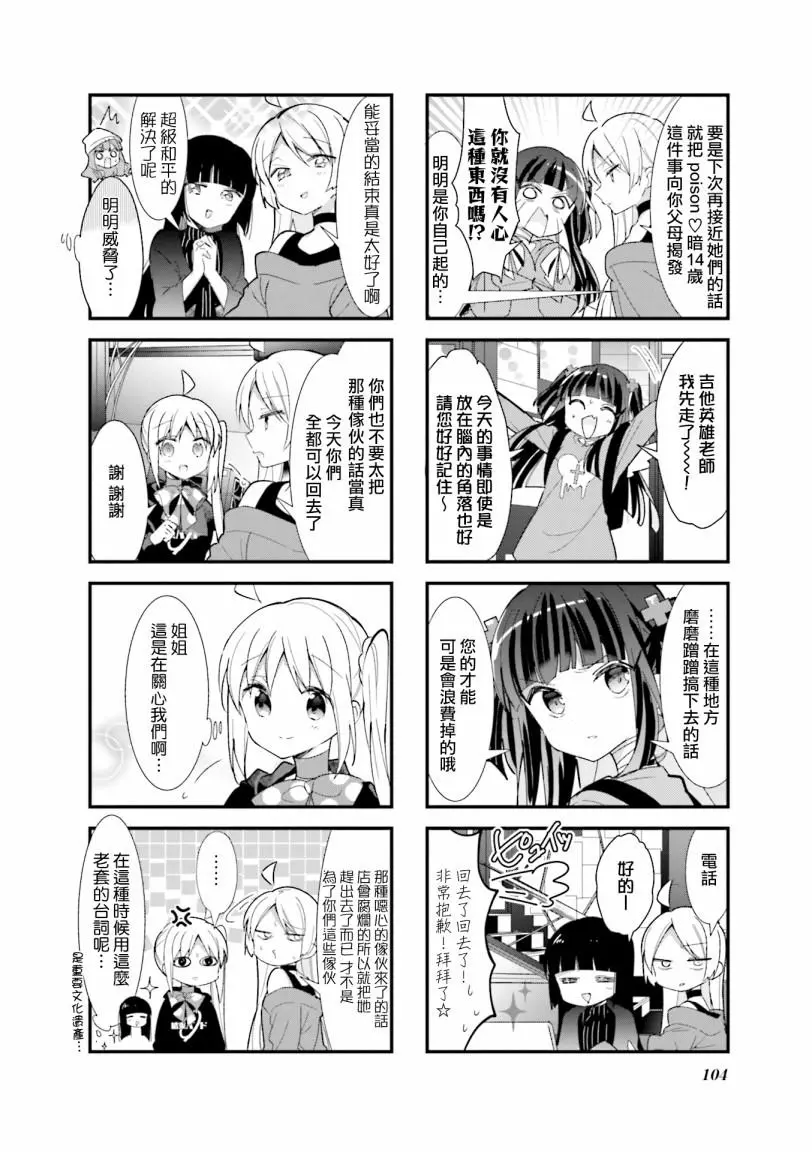 要是下次再接近她們的話
就把 poison♡暗14歲
這件事向你父母揭發
你就沒有人心
這種東西嗎!?
明明是你自己起的…
吉他英雄老師
我先走了～～～!
今天的事情即使是
放在腦內的角落也好
請您好好記住～
……在這種地方
磨磨蹭蹭搞下去的話
您的才能
可是會浪費掉的哦
電話
好的ー
回去了回去了!
非常抱歉!拜拜了☆
能妥當的結束真是太好了啊
超級和平的
解決了呢
明明威脅了…
你們也不要太把
那種傢伙的話當真
今天你們
全都可以回去了
謝 謝謝
姐姐
這是在關心我們啊…
那種噁心的傢伙來了的話
店會腐爛的所以就把她
趕出去了而已 才不是
為了你們這些傢伙
……
在這種時候用這麼
老套的台詞呢…
是重要文化遺產…
104